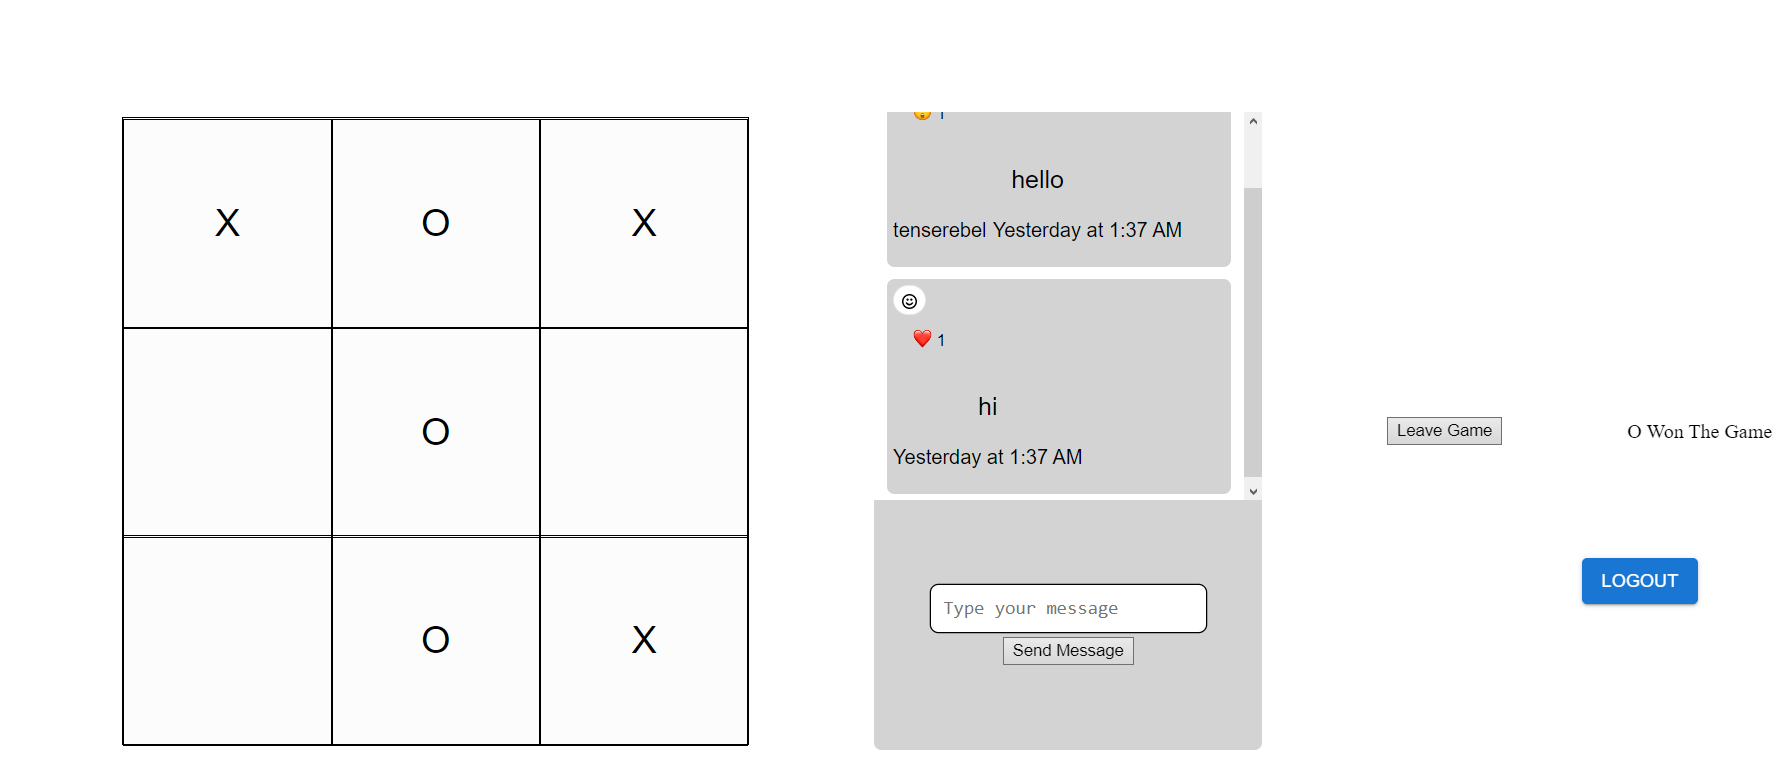 X O X
O
O X
1
hello
tenserebel Yesterday at 1:37 AM
❤️ 1
hi
Yesterday at 1:37 AM
Type your message
Send Message
Leave Game
O Won The Game
LOGOUT